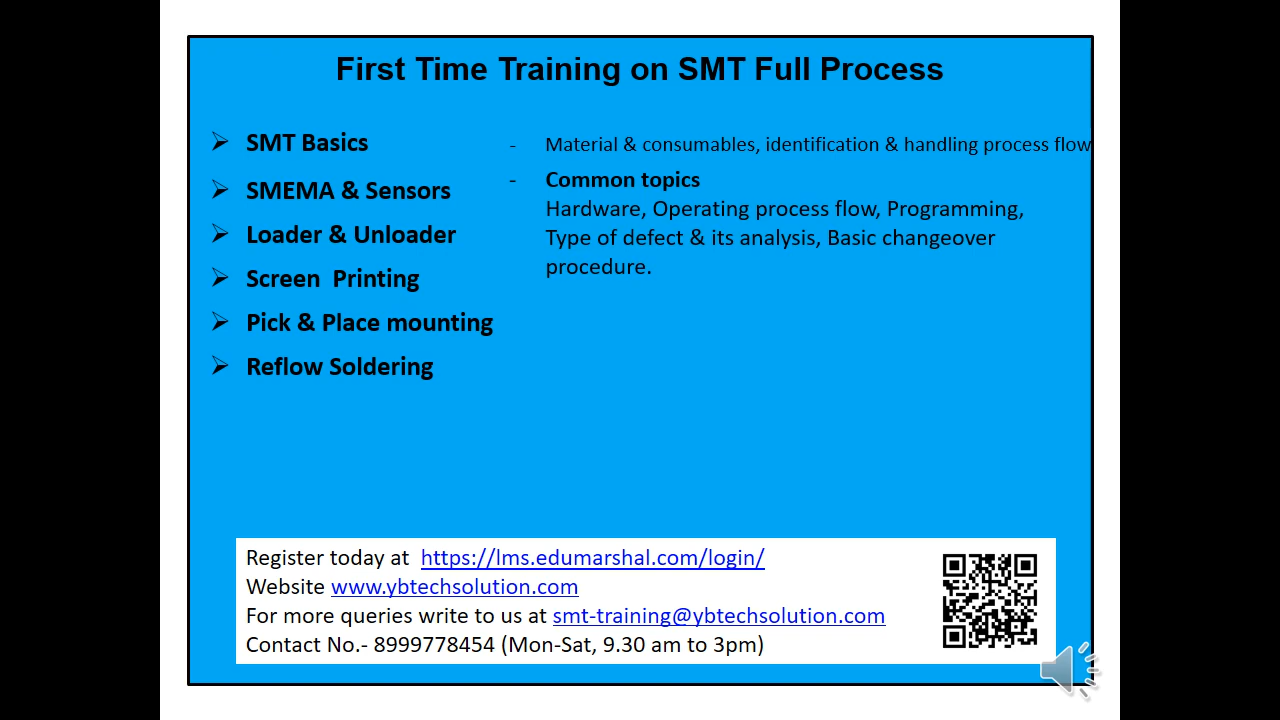 First Time Training on SMT Full Process
➢ SMT Basics
➢ SMEMA & Sensors
➢ Loader & Unloader
➢ Screen  Printing
➢ Pick & Place mounting
➢ Reflow Soldering
- Material & consumables, identification & handling process flow
- Common topics
Hardware, Operating process flow, Programming,
Type of defect & its analysis, Basic changeover
procedure.
Register today at  https://lms.edumarshal.com/login/
Website www.ybtechsolution.com
For more queries write to us at smt-training@ybtechsolution.com
Contact No.- 8999778454 (Mon-Sat, 9.30 am to 3pm)